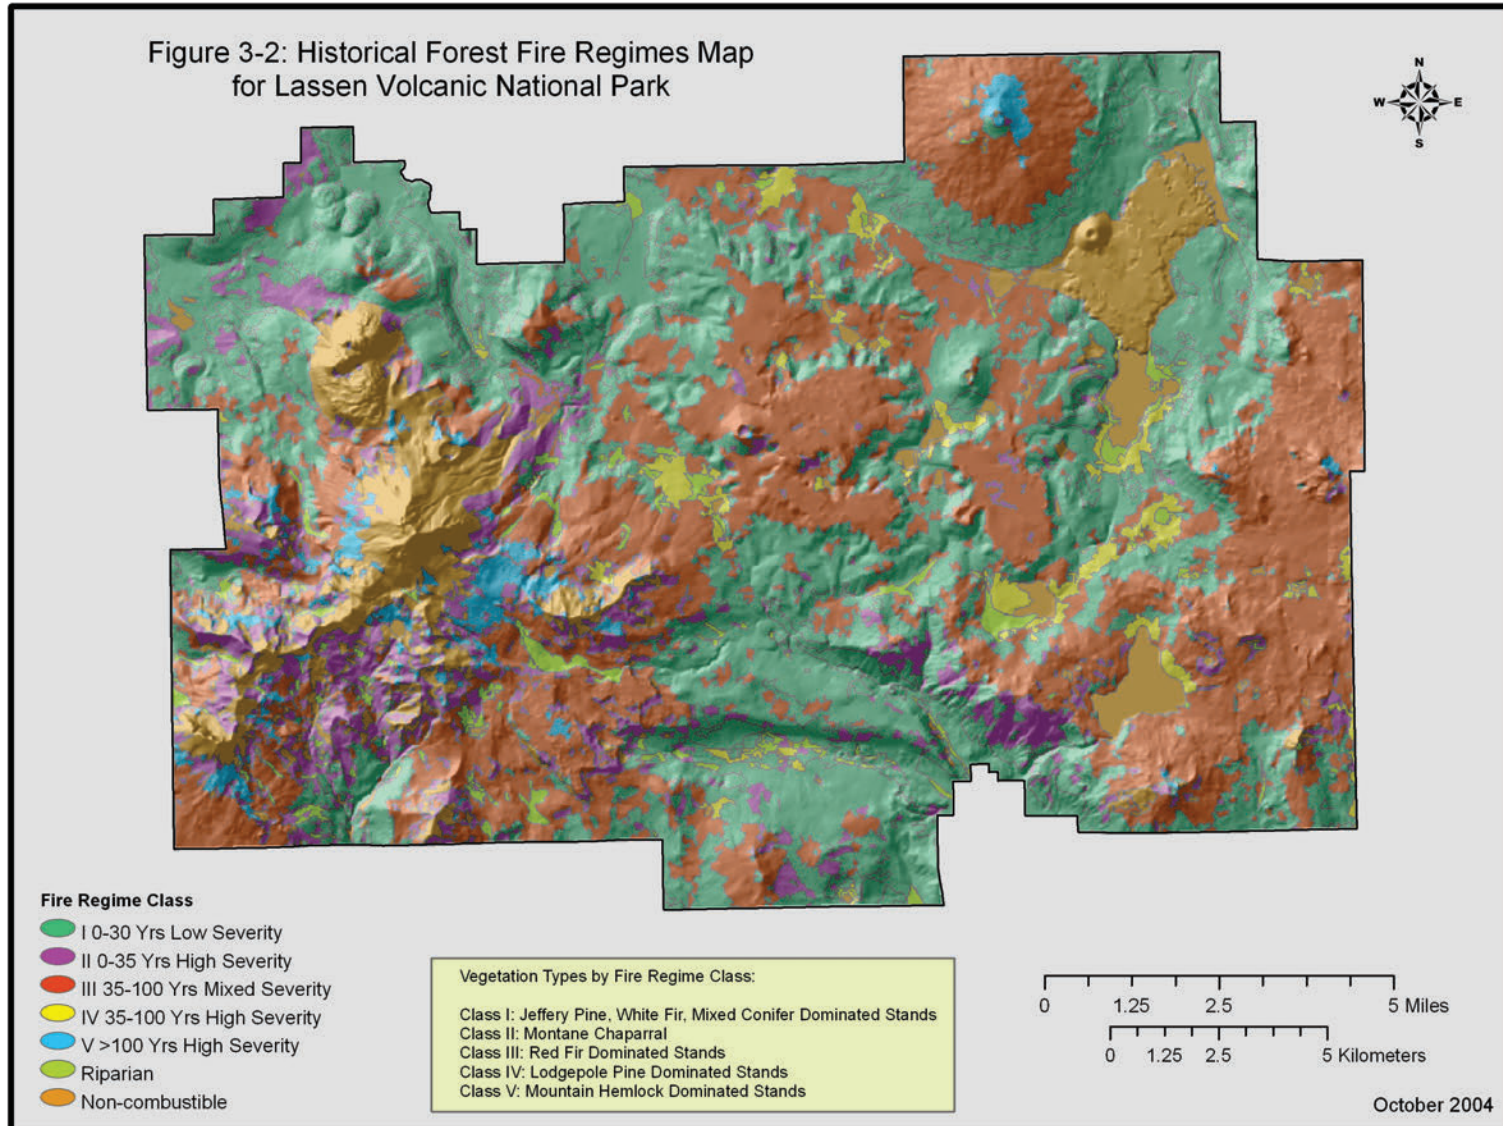 Figure 3-2: Historical Forest Fire Regimes Map
for Lassen Volcanic National Park
N
W E
S
Fire Regime Class
I 0-30 Yrs Low Severity
II 0-35 Yrs High Severity
III 35-100 Yrs Mixed Severity
IV 35-100 Yrs High Severity
V >100 Yrs High Severity
Riparian
Non-combustible
Vegetation Types by Fire Regime Class:
Class I: Jeffery Pine, White Fir, Mixed Conifer Dominated Stands
Class II: Montane Chaparral
Class III: Red Fir Dominated Stands
Class IV: Lodgepole Pine Dominated Stands
Class V: Mountain Hemlock Dominated Stands
0 1.25 2.5 5 Miles
0 1.25 2.5 5 Kilometers
October 2004